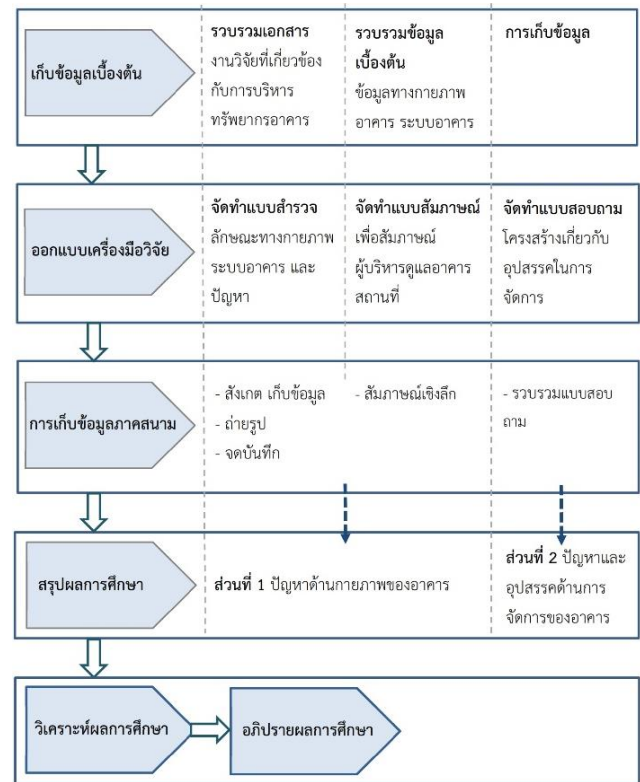 เก็บข้อมูลเบื้องต้น
รวบรวมเอกสาร
งานวิจัยที่เกี่ยวข้อง
กับการบริหาร
ทรัพยากรอาคาร
รวบรวมข้อมูล
เบื้องต้น
ข้อมูลทางกายภาพ
อาคาร ระบบอาคาร
การเก็บข้อมูล
ออกแบบเครื่องมือวิจัย
จัดทำแบบสำรวจ
ลักษณะทางกายภาพ
ระบบอาคาร และ
ปัญหา
จัดทำแบบสัมภาษณ์
เพื่อสัมภาษณ์
ผู้บริหารดูแลอาคาร
สถานที่
จัดทำแบบสอบถาม
โครงสร้างเกี่ยวกับ
อุปสรรคในการ
จัดการ
การเก็บข้อมูลภาคสนาม
- สังเกต เก็บข้อมูล
- ถ่ายรูป
- จดบันทึก
- สัมภาษณ์เชิงลึก
- รวบรวมแบบสอบ
ถาม
สรุปผลการศึกษา
ส่วนที่ 1 ปัญหาด้านกายภาพของอาคาร
ส่วนที่ 2 ปัญหาและ
อุปสรรคด้านการ
จัดการของอาคาร
วิเคราะห์ผลการศึกษา
อภิปรายผลการศึกษา